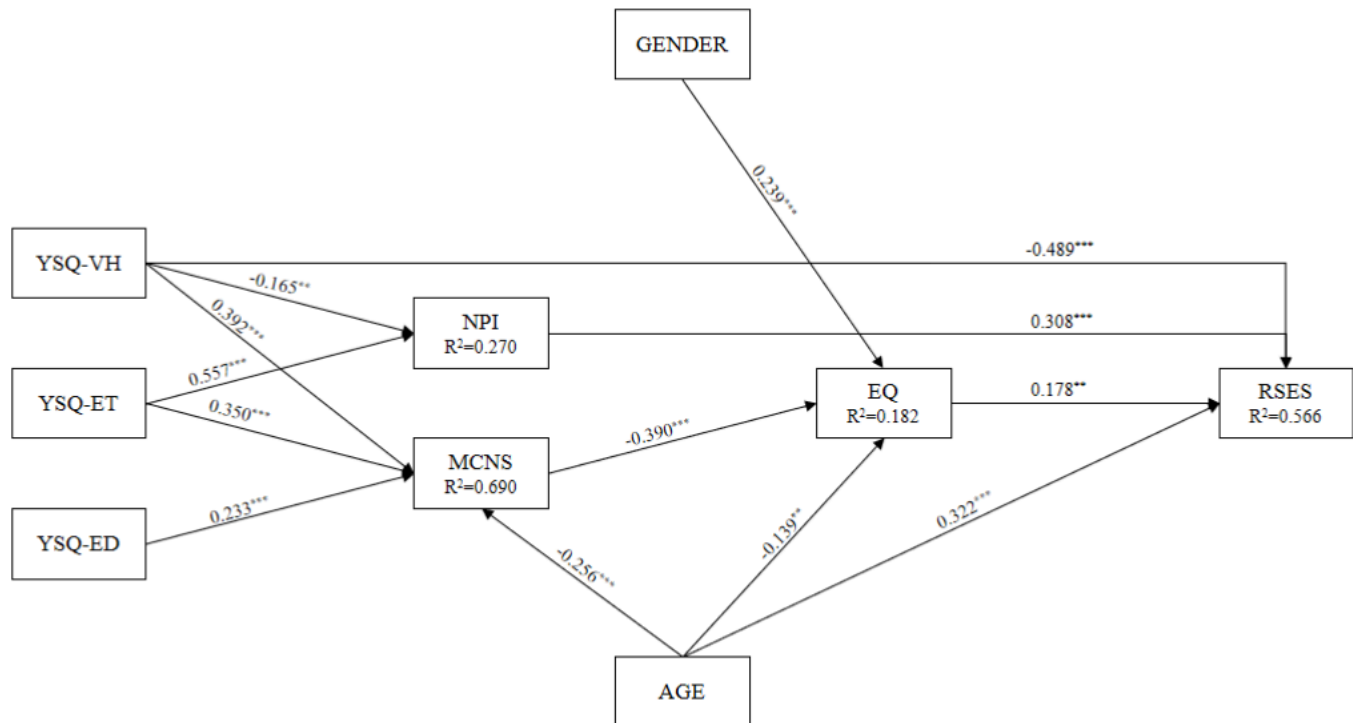 GENDER
0.239***
YSQ-VH
-0.489***
-0.165**
0.392***
NPI
R²=0.270
0.308***
YSQ-ET
0.557***
0.350***
EQ
R²=0.182
0.178**
RSES
R²=0.566
-0.390***
MCNS
R²=0.690
YSQ-ED
0.233***
-0.139**
0.322***
-0.256***
AGE